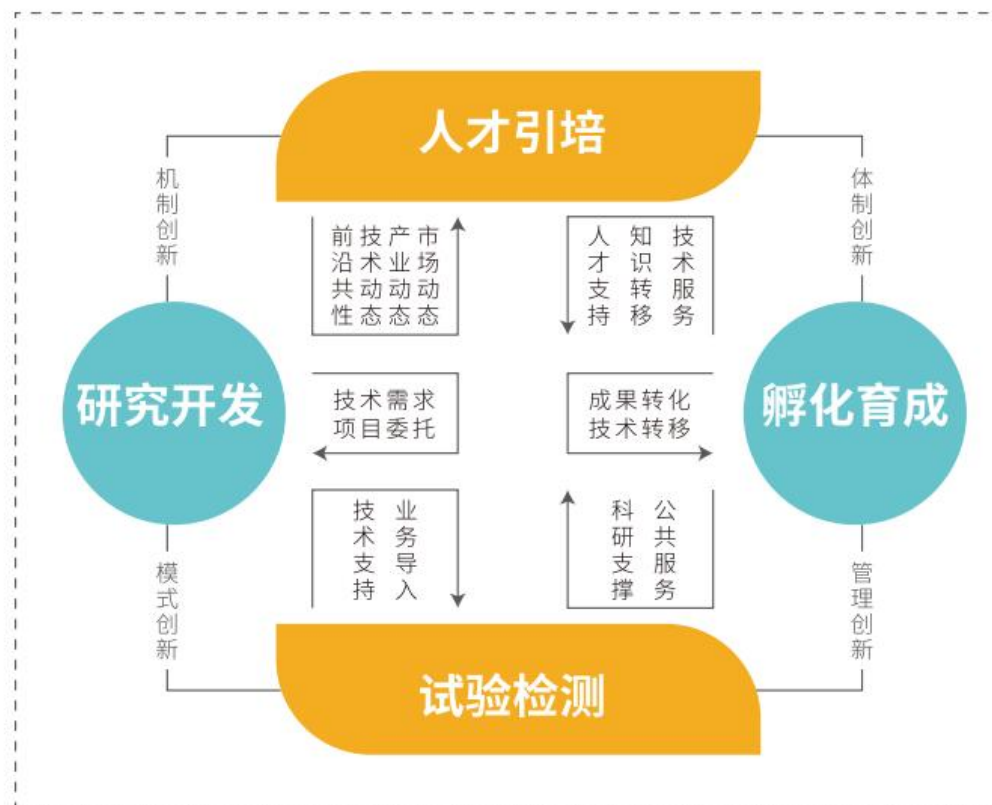 人才引培
机制创新
体制创新
前沿共性
技术动态
产业动态
市场动态
人才支持
知识转移
技术服务
研究开发
技术需求
项目委托
成果转化
技术转移
孵化育成
技术支持
业务导入
科研支撑
公共服务
模式创新
管理创新
试验检测